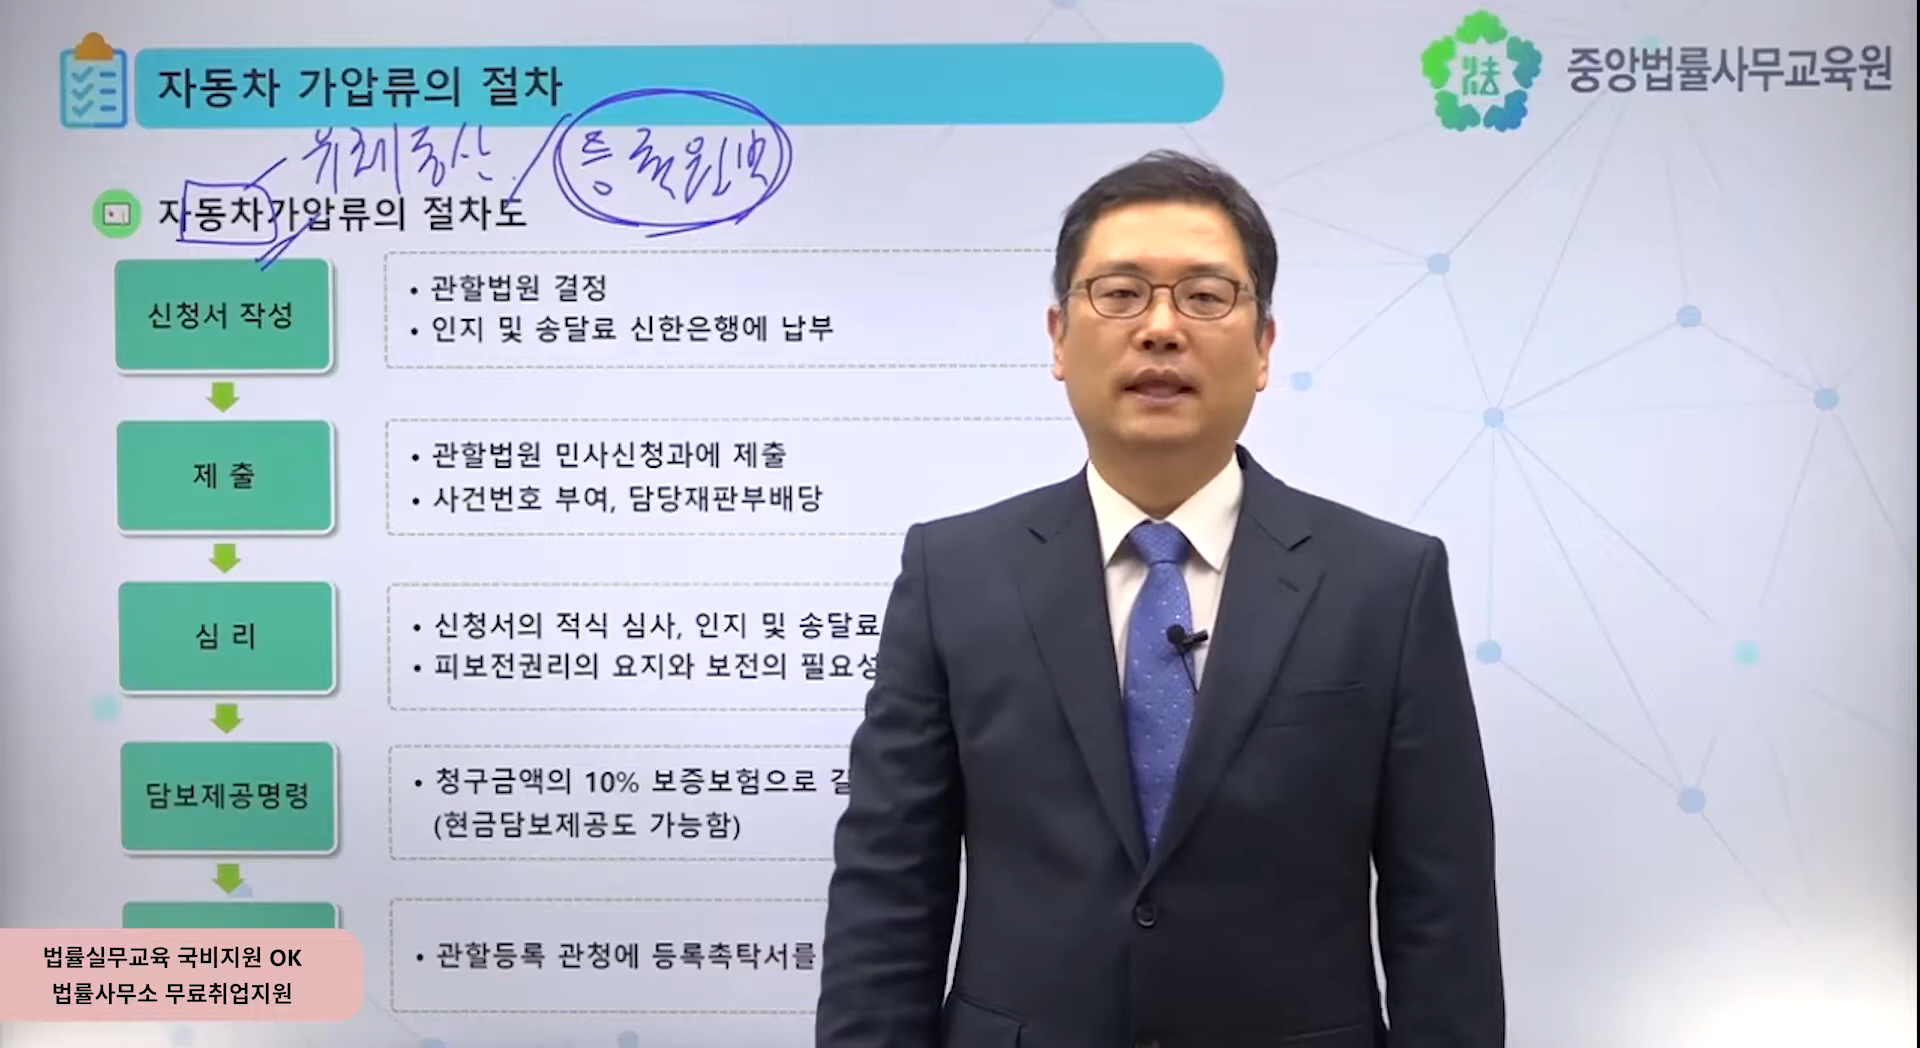 자동차 가압류의 절차
중앙법률사무교육원
유체동산
등록원부
자동차가압류의 절차도
신청서 작성
• 관할법원 결정
• 인지 및 송달료 신한은행에 납부
제 출
• 관할법원 민사신청과에 제출
• 사건번호 부여, 담당재판부배당
심 리
• 신청서의 적식 심사, 인지 및 송달료
• 피보전권리의 요지와 보전의 필요성
담보제공명령
• 청구금액의 10% 보증보험으로
(현금담보제공도 가능함)
• 관할등록 관청에 등록촉탁서를
법률실무교육 국비지원 OK
법률사무소 무료취업지원